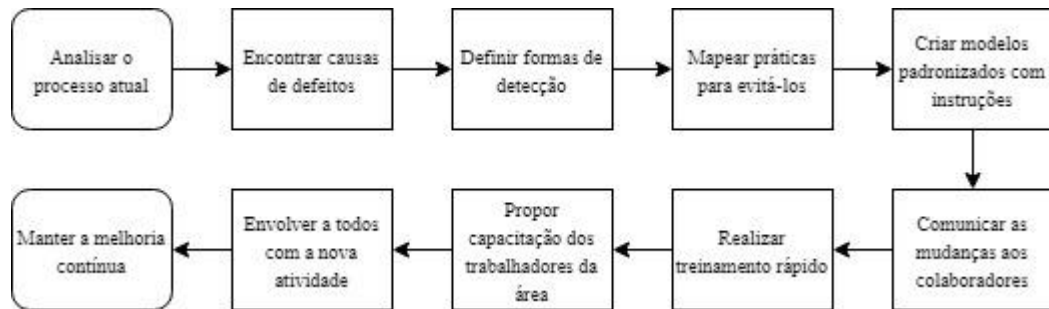 Analisar o
processo atual
Encontrar causas
de defeitos
Definir formas de
detecção
Mapear práticas
para evitá-los
Criar modelos
padronizados com
instruções
Comunicar as
mudanças aos
colaboradores
Realizar
treinamento rápido
Propor
capacitação dos
trabalhadores da
área
Envolver a todos
com a nova
atividade
Manter a melhoria
contínua